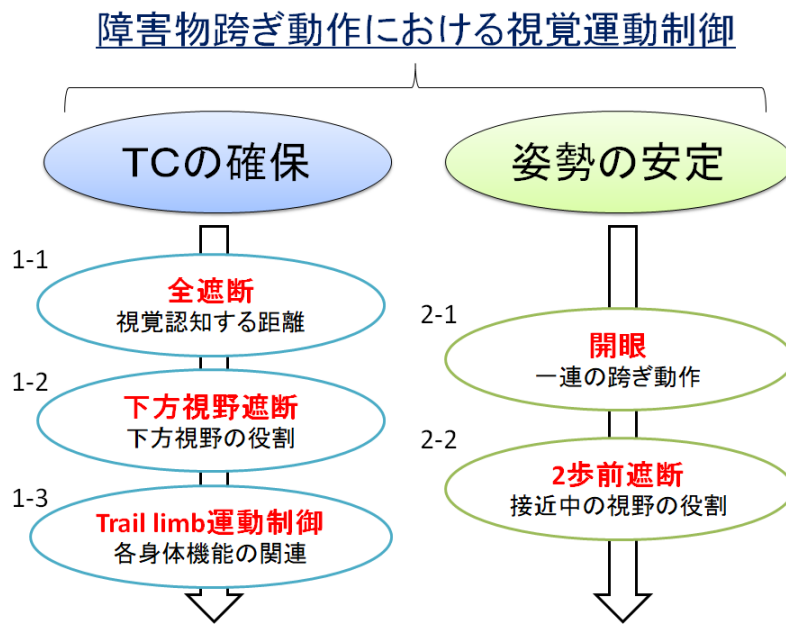 障害物跨ぎ動作における視覚運動制御
TCの確保
1-1
全遮断
視覚認知する距離
1-2
下方視野遮断
下方視野の役割
1-3
Trail limb運動制御
各身体機能の関連
姿勢の安定
2-1
開眼
一連の跨ぎ動作
2-2
2歩前遮断
接近中の視野の役割